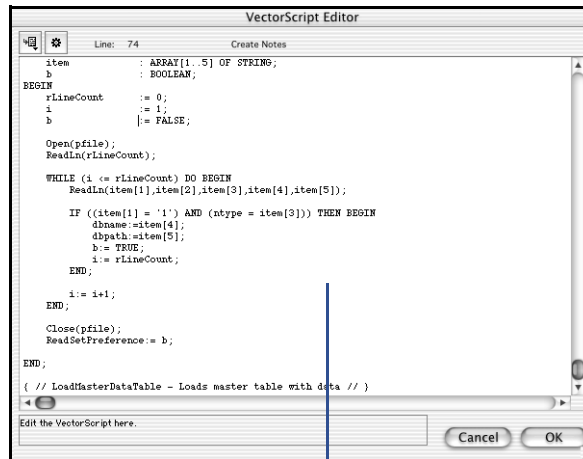 VectorScript Editor
Line: 74 Create Notes
item : ARRAY[1..5] OF STRING;
b : BOOLEAN;
BEGIN
rLineCount := 0;
i := 1;
b := FALSE;
Open(pfile);
ReadLn(rLineCount);
WHILE (i <= rLineCount) DO BEGIN
ReadLn(item[1],item[2],item[3],item[4],item[5]);
IF ((item[1] = '1') AND (ntype = item[3])) THEN BEGIN
dbname:=item[4];
dbpath:=item[5];
b:= TRUE;
i:= rLineCount;
END;
i:= i+1;
END;
Close(pfile);
ReadSetPreference:= b;
END;
{ // LoadMasterDataTable - Loads master table with data // }
Edit the VectorScript here.
Cancel OK